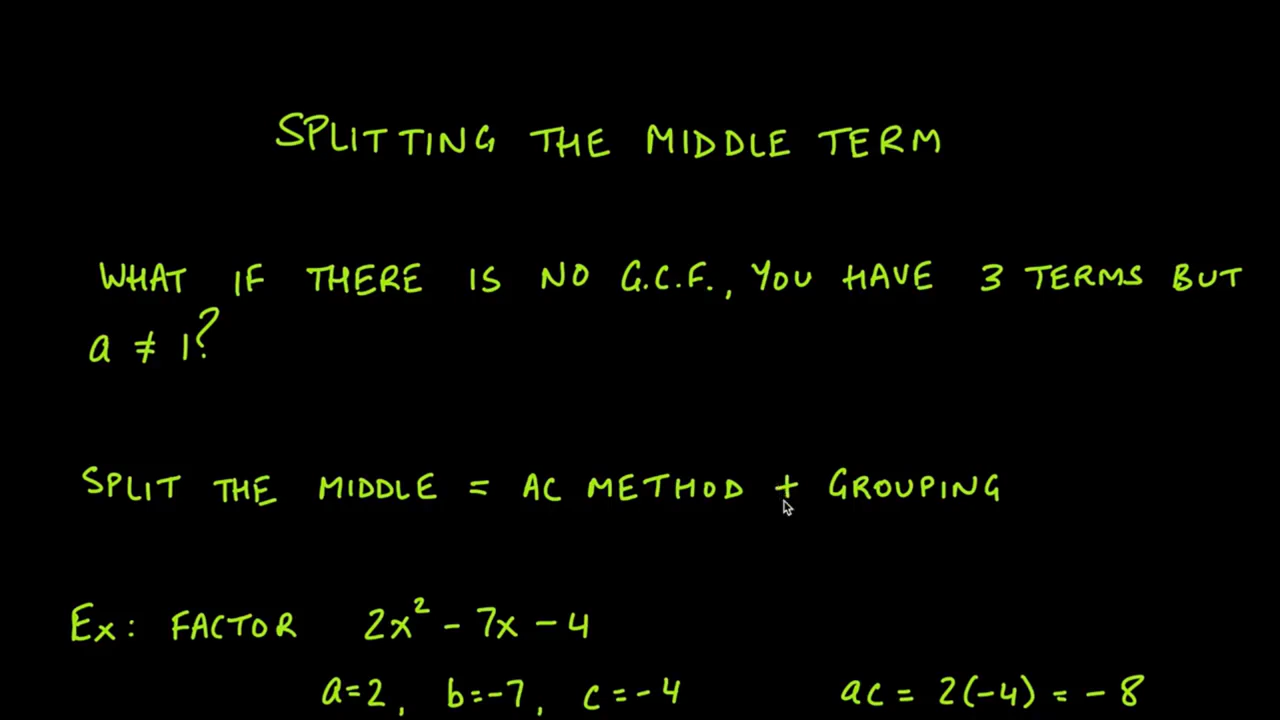 SPLITTING THE MIDDLE TERM
WHAT IF THERE IS NO G.C.F., YOU HAVE 3 TERMS BUT
a ≠ 1?
SPLIT THE MIDDLE = AC METHOD + GROUPING
Ex: FACTOR 2x² - 7x - 4
a=2, b=-7, c=-4 ac = 2(-4) = -8